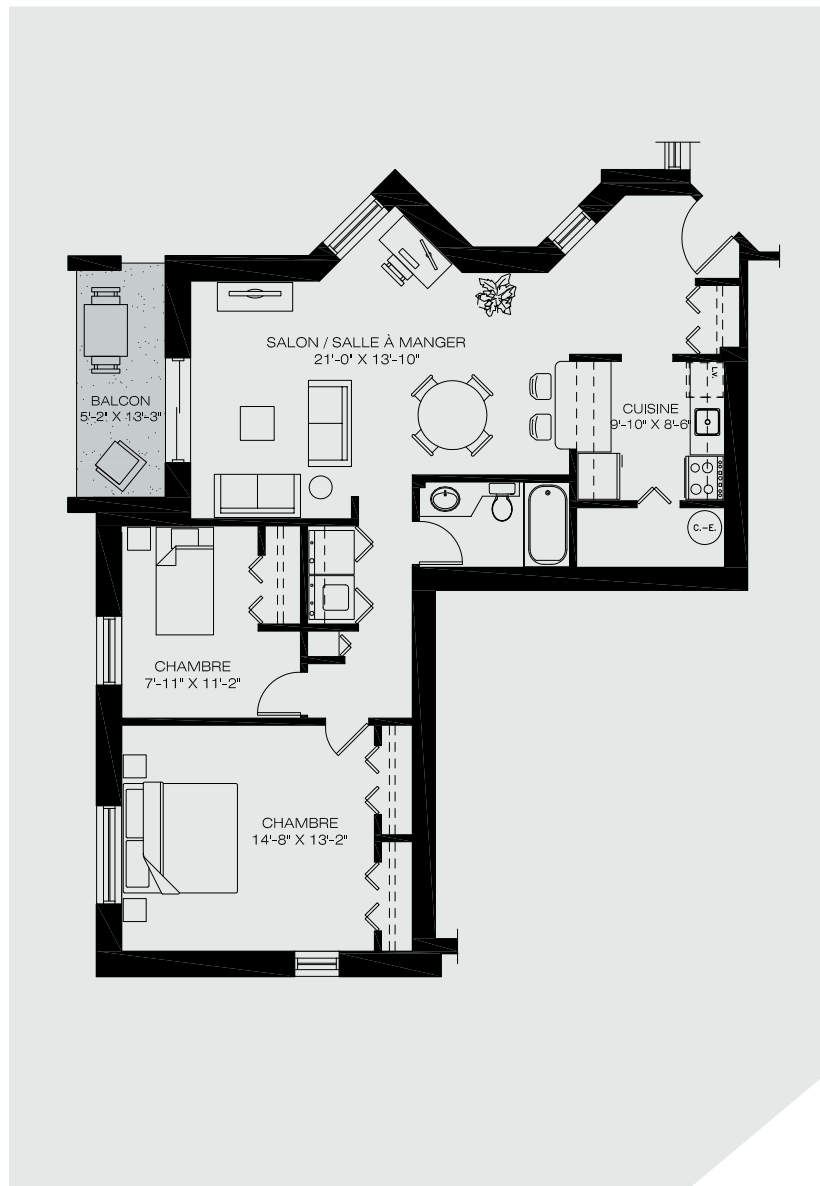 SALON / SALLE À MANGER
21'-0" X 13'-10"
BALCON
5'-2" X 13'-3"
LV.
CUISINE
9'-10" X 8'-6"
C.-E.
CHAMBRE
7'-11" X 11'-2"
CHAMBRE
14'-8" X 13'-2"